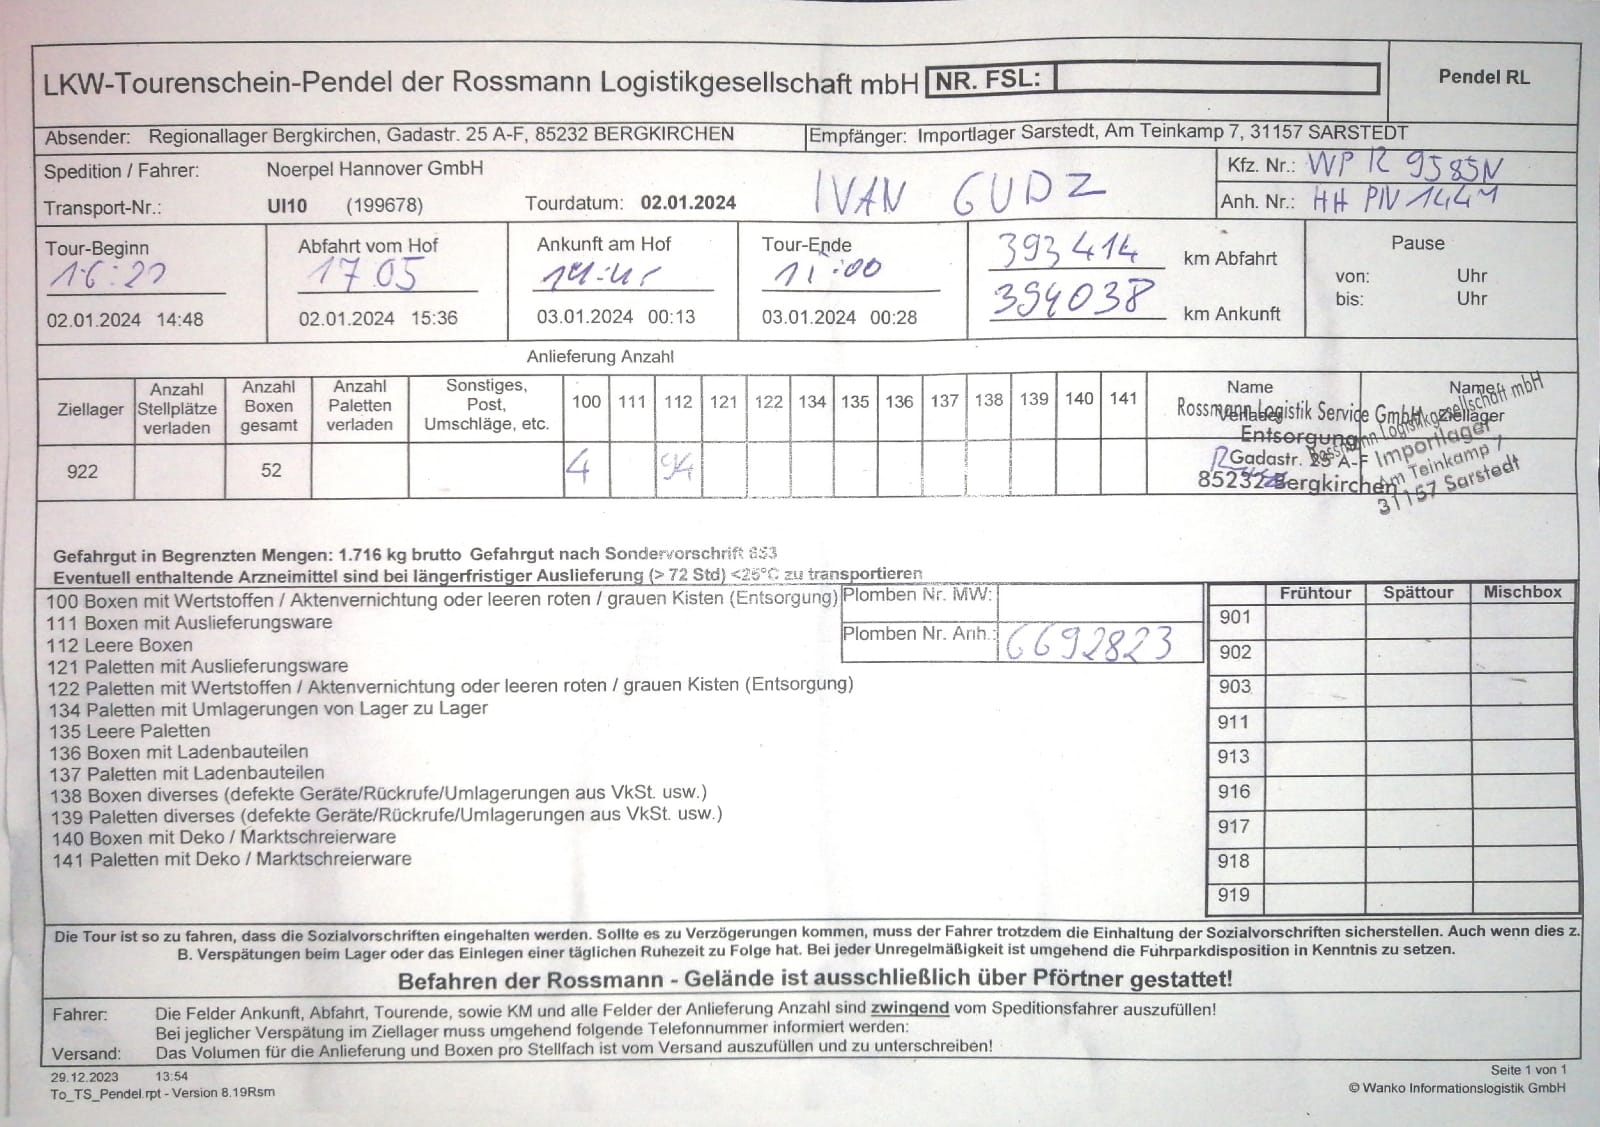 LKW-Tourenschein-Pendel der Rossmann Logistikgesellschaft mbH NR. FSL: Pendel RL
Absender: Regionallager Bergkirchen, Gadastr. 25 A-F, 85232 BERGKIRCHEN Empfänger: Importlager Sarstedt, Am Teinkamp 7, 31157 SARSTEDT
Spedition / Fahrer: Noerpel Hannover GmbH Kfz. Nr.: WPR 9585N
Transport-Nr.: UI10 (199678) Tourdatum: 02.01.2024 IVAN GUDZ Anh. Nr.: HH PIV 1447
Tour-Beginn Abfahrt vom Hof Ankunft am Hof Tour-Ende 393414 km Abfahrt Pause
17 05 394038 km Ankunft von: Uhr
bis: Uhr
02.01.2024 14:48 02.01.2024 15:36 03.01.2024 00:13 03.01.2024 00:28
Anlieferung Anzahl
Ziellager Anzahl Stellplätze verladen Anzahl Boxen gesamt Anzahl Paletten verladen Sonstiges, Post, Umschläge, etc. 100 111 112 121 122 134 135 136 137 138 139 140 141 Name Name Ziellager
922 52 4 94
Rossmann Logistik Service GmbH
Entsorgung
Gadastr. 25 A-F
85232 Bergkirchen
Rossmann Logistikgesellschaft mbH
Importlager
Am Teinkamp 7
31157 Sarstedt
Gefahrgut in Begrenzten Mengen: 1.716 kg brutto Gefahrgut nach Sondervorschrift 653
Eventuell enthaltende Arzneimittel sind bei längerfristiger Auslieferung (> 72 Std) <25°C zu transportieren
100 Boxen mit Wertstoffen / Aktenvernichtung oder leeren roten / grauen Kisten (Entsorgung) Plomben Nr. MW:
111 Boxen mit Auslieferungsware
112 Leere Boxen Plomben Nr. Anh.: 6692823
121 Paletten mit Auslieferungsware
122 Paletten mit Wertstoffen / Aktenvernichtung oder leeren roten / grauen Kisten (Entsorgung)
134 Paletten mit Umlagerungen von Lager zu Lager
135 Leere Paletten
136 Boxen mit Ladenbauteilen
137 Paletten mit Ladenbauteilen
138 Boxen diverses (defekte Geräte/Rückrufe/Umlagerungen aus VkSt. usw.)
139 Paletten diverses (defekte Geräte/Rückrufe/Umlagerungen aus VkSt. usw.)
140 Boxen mit Deko / Marktschreierware
141 Paletten mit Deko / Marktschreierware
Frühtour Spättour Mischbox
901
902
903
911
913
916
917
918
919
Die Tour ist so zu fahren, dass die Sozialvorschriften eingehalten werden. Sollte es zu Verzögerungen kommen, muss der Fahrer trotzdem die Einhaltung der Sozialvorschriften sicherstellen. Auch wenn dies z.
B. Verspätungen beim Lager oder das Einlegen einer täglichen Ruhezeit zu Folge hat. Bei jeder Unregelmäßigkeit ist umgehend die Fuhrparkdisposition in Kenntnis zu setzen.
Befahren der Rossmann - Gelände ist ausschließlich über Pförtner gestattet!
Fahrer: Die Felder Ankunft, Abfahrt, Tourende, sowie KM und alle Felder der Anlieferung Anzahl sind zwingend vom Speditionsfahrer auszufüllen!
Bei jeglicher Verspätung im Ziellager muss umgehend folgende Telefonnummer informiert werden:
Versand: Das Volumen für die Anlieferung und Boxen pro Stellfach ist vom Versand auszufüllen und zu unterschreiben!
29.12.2023 13:54 Seite 1 von 1
To_TS_Pendel.rpt - Version 8.19Rsm © Wanko Informationslogistik GmbH